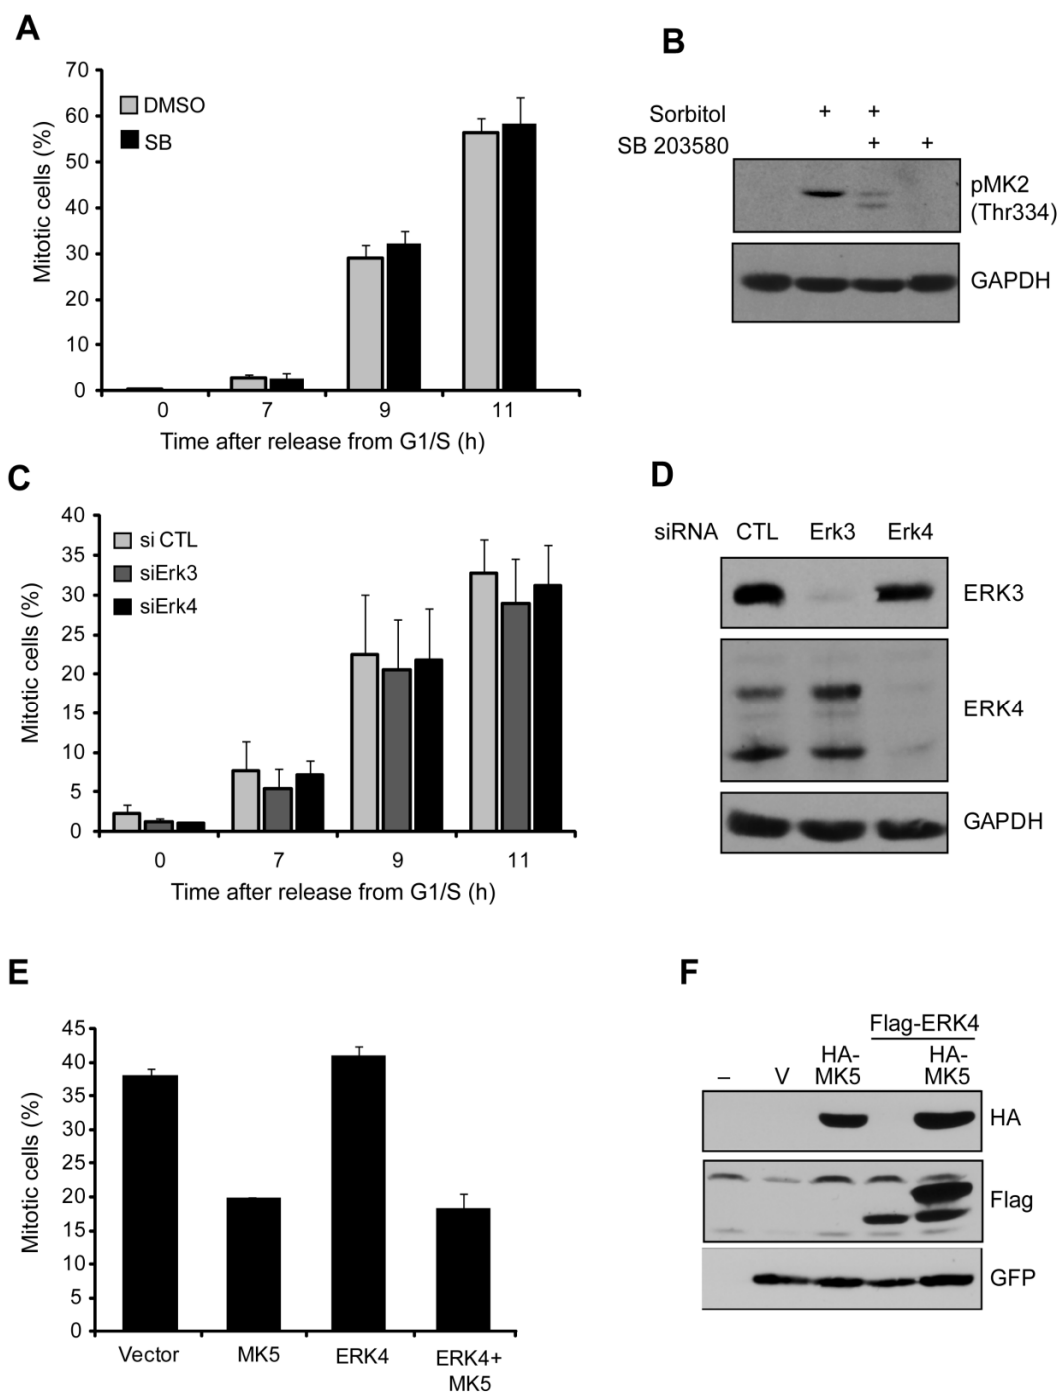 A
70
60
50
40
30
20
10
0
DMSO
SB
Mitotic cells (%)
0 7 9 11
Time after release from G1/S (h)
B
Sorbitol + +
SB 203580 + +
pMK2
(Thr334)
GAPDH
C
40
35
30
25
20
15
10
5
0
si CTL
siErk3
siErk4
Mitotic cells (%)
0 7 9 11
Time after release from G1/S (h)
D
siRNA CTL Erk3 Erk4
ERK3
ERK4
GAPDH
E
45
40
35
30
25
20
15
10
5
0
Mitotic cells (%)
Vector MK5 ERK4 ERK4+
MK5
F
Flag-ERK4
HA- HA-
– V MK5 MK5
HA
Flag
GFP